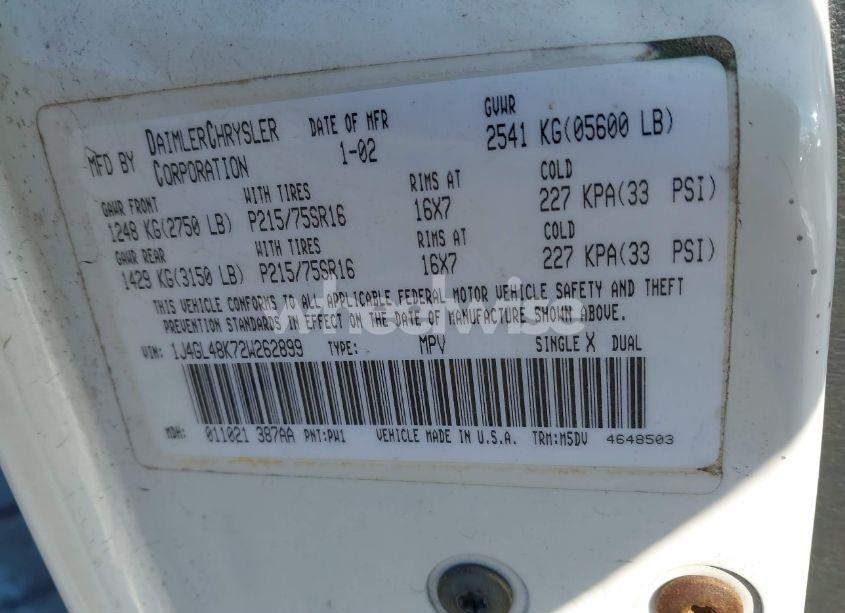 MFD BY DAIMLERCHRYSLER CORPORATION DATE OF MFR 1-02 GVWR 2541 KG(05600 LB)
GAWR FRONT WITH TIRES RIMS AT COLD
1248 KG(2750 LB) P215/75SR16 16X7 227 KPA(33 PSI)
GAWR REAR WITH TIRES RIMS AT COLD
1429 KG(3150 LB) P215/75SR16 16X7 227 KPA(33 PSI)
THIS VEHICLE CONFORMS TO ALL APPLICABLE FEDERAL MOTOR VEHICLE SAFETY AND THEFT
PREVENTION STANDARDS IN EFFECT ON THE DATE OF MANUFACTURE SHOWN ABOVE.
VIN: 1J4GL48K72W262899 TYPE: MPV SINGLE X DUAL
MDH: 011021 387AA PNT:PW1 VEHICLE MADE IN U.S.A. TRM:M5DV 4648503
wheelwise